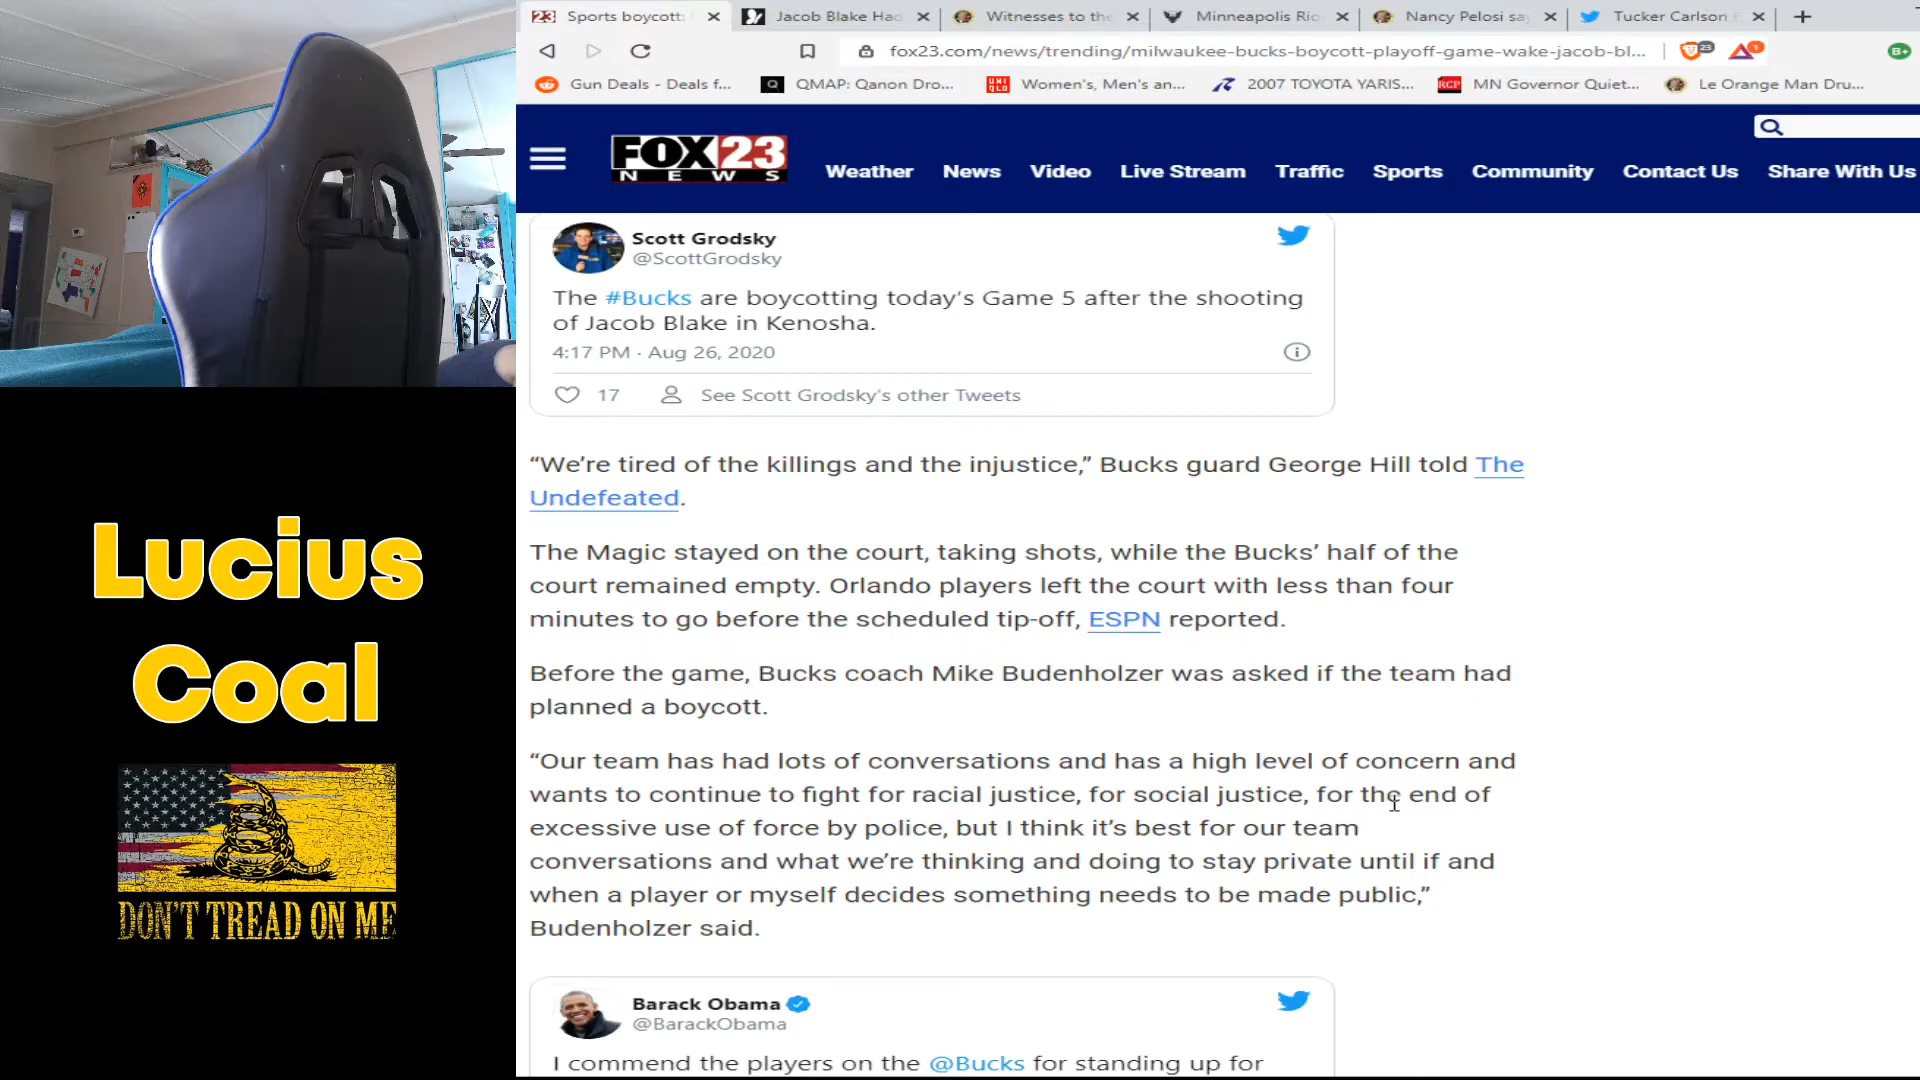 Sports boycott:
Jacob Blake Had
Witnesses to the
Minneapolis Rio
Nancy Pelosi sa
Tucker Carlson
fox23.com/news/trending/milwaukee-bucks-boycott-playoff-game-wake-jacob-bl...
23
1
B+
Gun Deals - Deals f...
QMAP: Qanon Dro...
UNI QLO
Women's, Men's an...
2007 TOYOTA YARIS...
RCP
MN Governor Quiet...
Le Orange Man Dru...
FOX23
NEWS
Weather
News
Video
Live Stream
Traffic
Sports
Community
Contact Us
Share With Us
Scott Grodsky
@ScottGrodsky
The #Bucks are boycotting today's Game 5 after the shooting
of Jacob Blake in Kenosha.
4:17 PM · Aug 26, 2020
17
See Scott Grodsky's other Tweets
“We’re tired of the killings and the injustice,” Bucks guard George Hill told The
Undefeated.
The Magic stayed on the court, taking shots, while the Bucks’ half of the
court remained empty. Orlando players left the court with less than four
minutes to go before the scheduled tip-off, ESPN reported.
Before the game, Bucks coach Mike Budenholzer was asked if the team had
planned a boycott.
“Our team has had lots of conversations and has a high level of concern and
wants to continue to fight for racial justice, for social justice, for the end of
excessive use of force by police, but I think it’s best for our team
conversations and what we’re thinking and doing to stay private until if and
when a player or myself decides something needs to be made public,”
Budenholzer said.
Barack Obama
@BarackObama
I commend the players on the @Bucks for standing up for
Lucius
Coal
DON'T TREAD ON ME